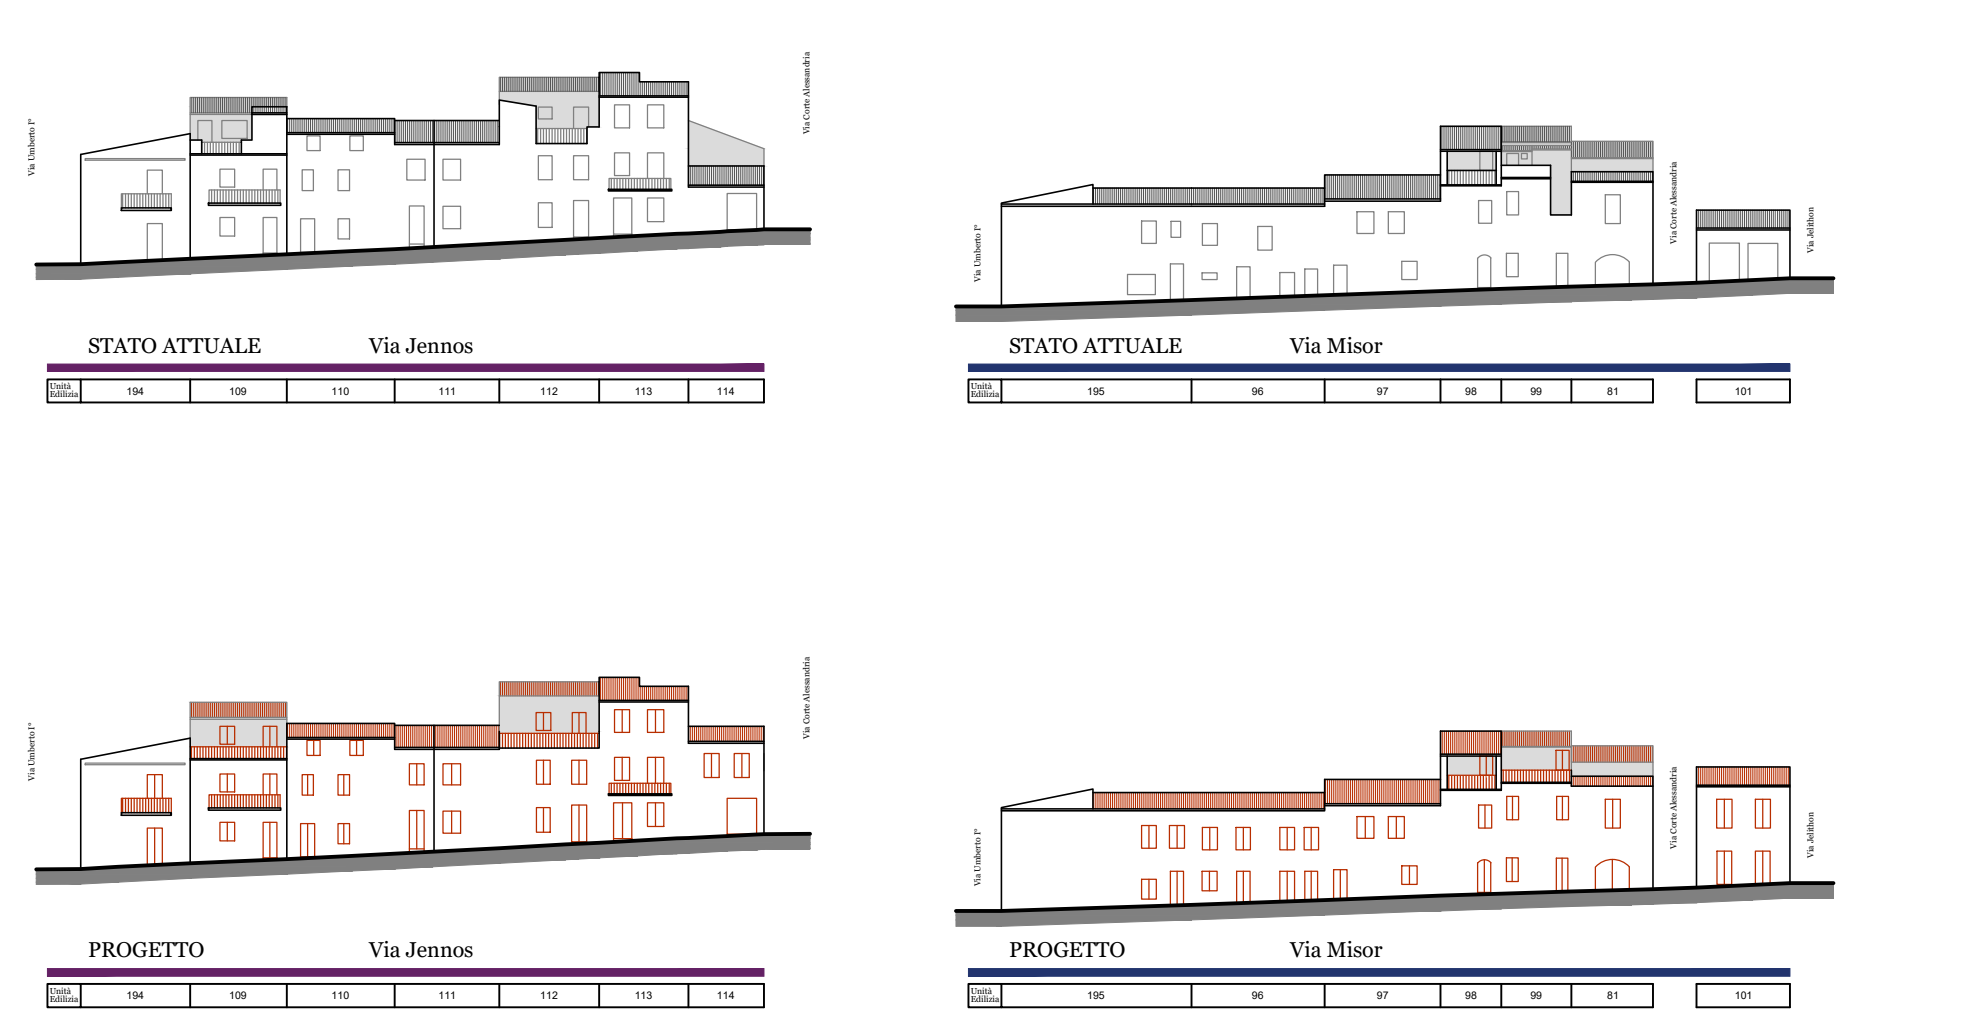 Via Umberto I°
Via Corte Alessandria
STATO ATTUALE Via Jennos
Unità Edilizia 194 109 110 111 112 113 114
Via Umberto I°
Via Corte Alessandria
Via Jelithon
STATO ATTUALE Via Misor
Unità Edilizia 195 96 97 98 99 81 101
Via Umberto I°
Via Corte Alessandria
PROGETTO Via Jennos
Unità Edilizia 194 109 110 111 112 113 114
Via Umberto I°
Via Corte Alessandria
Via Jelithon
PROGETTO Via Misor
Unità Edilizia 195 96 97 98 99 81 101